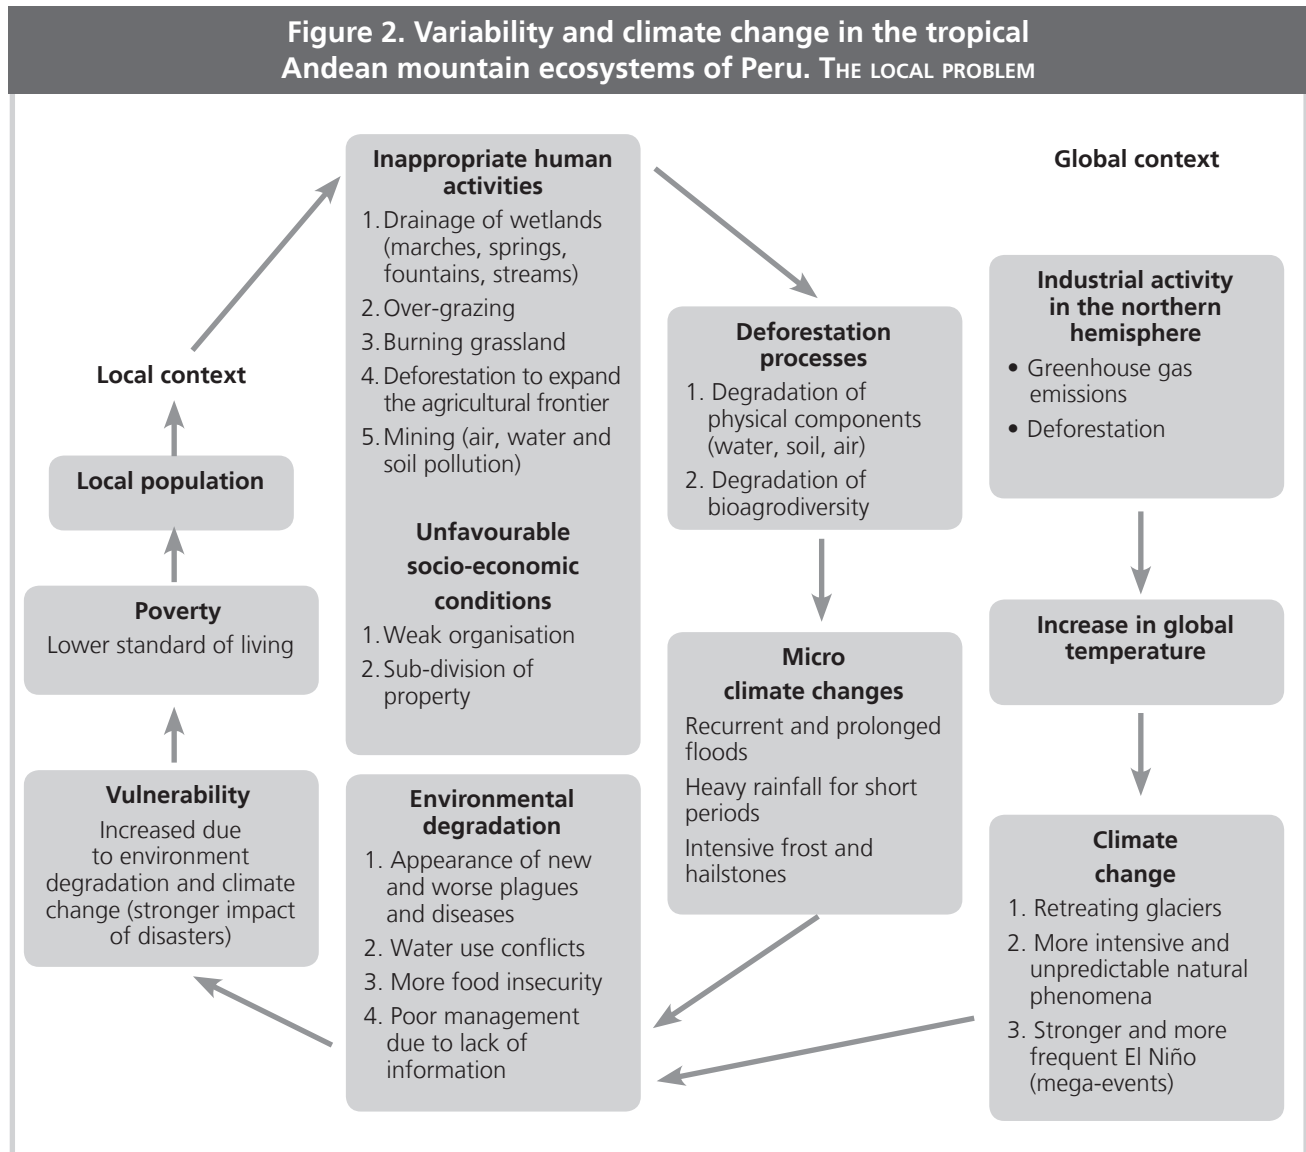 Figure 2. Variability and climate change in the tropical
Andean mountain ecosystems of Peru. THE LOCAL PROBLEM
Local context
Local population
Poverty
Lower standard of living
Vulnerability
Increased due
to environment
degradation and climate
change (stronger impact
of disasters)
Inappropriate human
activities
1. Drainage of wetlands
(marches, springs,
fountains, streams)
2. Over-grazing
3. Burning grassland
4. Deforestation to expand
the agricultural frontier
5. Mining (air, water and
soil pollution)
Unfavourable
socio-economic
conditions
1. Weak organisation
2. Sub-division of
property
Environmental
degradation
1. Appearance of new
and worse plagues
and diseases
2. Water use conflicts
3. More food insecurity
4. Poor management
due to lack of
information
Deforestation
processes
1. Degradation of
physical components
(water, soil, air)
2. Degradation of
bioagrodiversity
Micro
climate changes
Recurrent and prolonged
floods
Heavy rainfall for short
periods
Intensive frost and
hailstones
Global context
Industrial activity
in the northern
hemisphere
• Greenhouse gas
emissions
• Deforestation
Increase in global
temperature
Climate
change
1. Retreating glaciers
2. More intensive and
unpredictable natural
phenomena
3. Stronger and more
frequent El Niño
(mega-events)